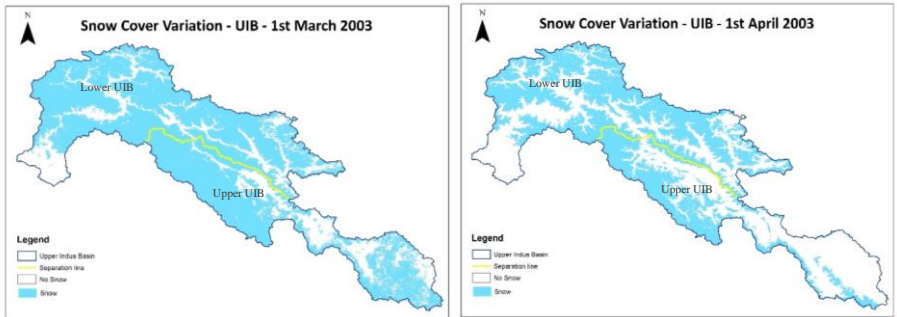 N
Snow Cover Variation - UIB - 1st March 2003
Lower UIB
Upper UIB
Legend
Upper Indus Basin
Separation line
No Snow
Snow
N
Snow Cover Variation - UIB - 1st April 2003
Lower UIB
Upper UIB
Legend
Upper Indus Basin
Separation line
No Snow
Snow